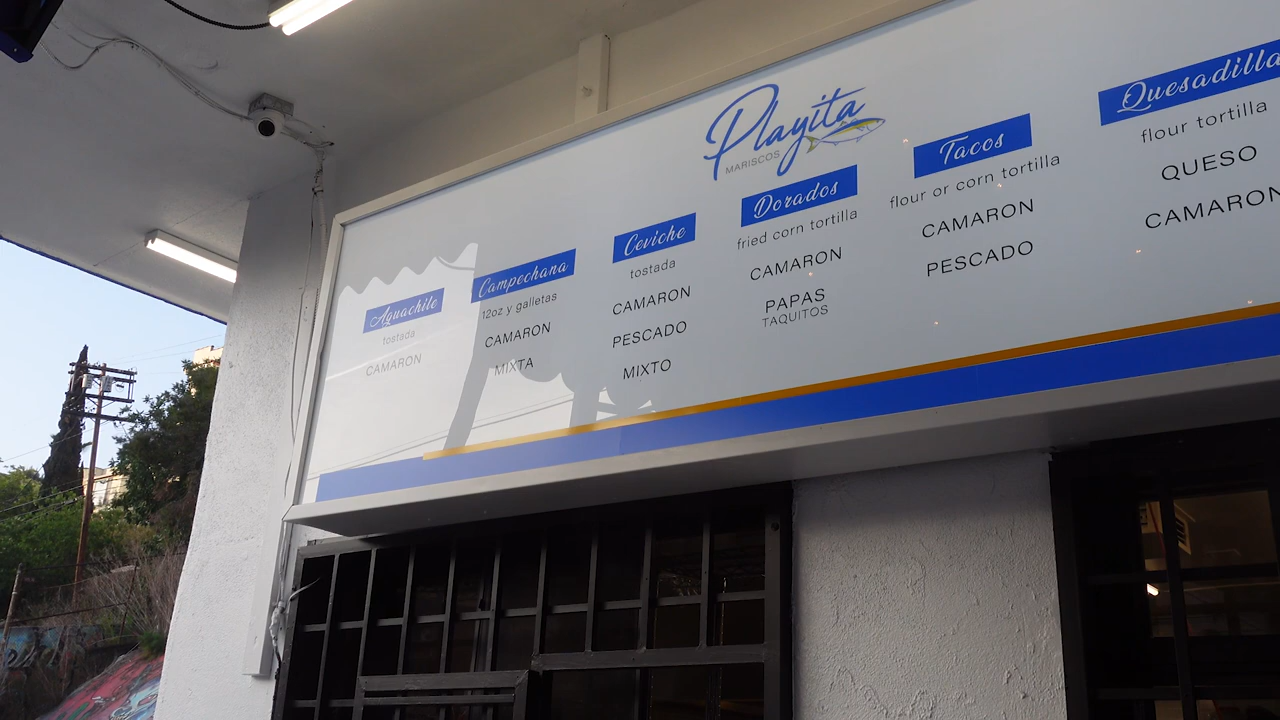 Playita
MARISCOS
Aguachile
tostada
CAMARON
Campechana
12oz y galletas
CAMARON
MIXTA
Ceviche
tostada
CAMARON
PESCADO
MIXTO
Dorados
fried corn tortilla
CAMARON
PAPAS
TAQUITOS
Tacos
flour or corn tortilla
CAMARON
PESCADO
Quesadilla
flour tortilla
QUESO
CAMARON